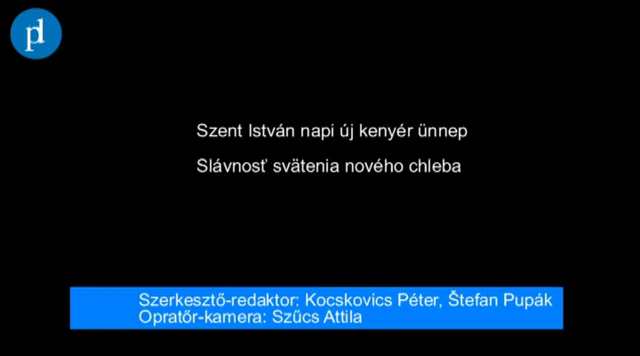 pd
Szent István napi új kenyér ünnep
Slávnosť svätenia nového chleba
Szerkesztő-redaktor: Kocskovics Péter, Štefan Pupák
Opratőr-kamera: Szűcs Attila